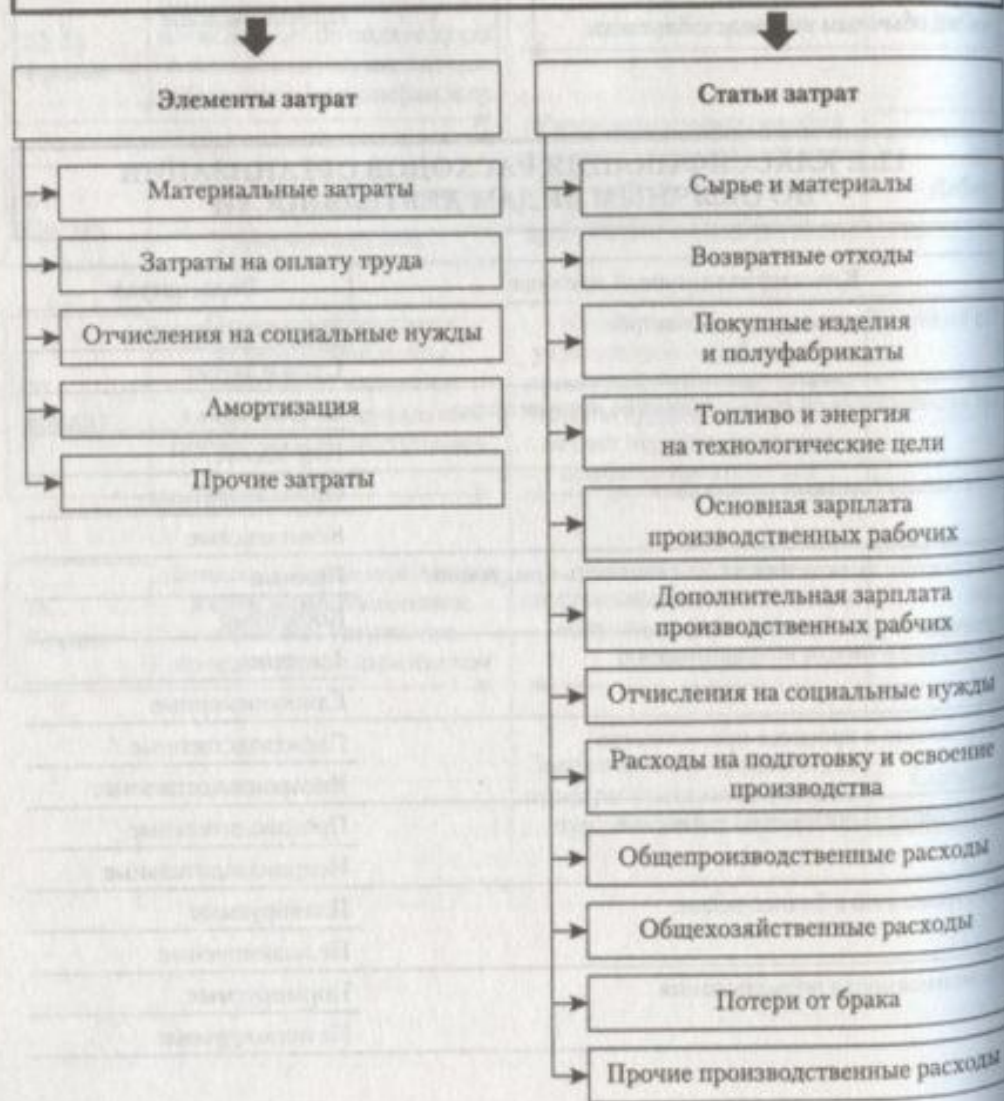 Элементы затрат
Материальные затраты
Затраты на оплату труда
Отчисления на социальные нужды
Амортизация
Прочие затраты
Статьи затрат
Сырье и материалы
Возвратные отходы
Покупные изделия
и полуфабрикаты
Топливо и энергия
на технологические цели
Основная зарплата
производственных рабочих
Дополнительная зарплата
производственных рабчих
Отчисления на социальные нужды
Расходы на подготовку и освоение
производства
Общепроизводственные расходы
Общехозяйственные расходы
Потери от брака
Прочие производственные расходы